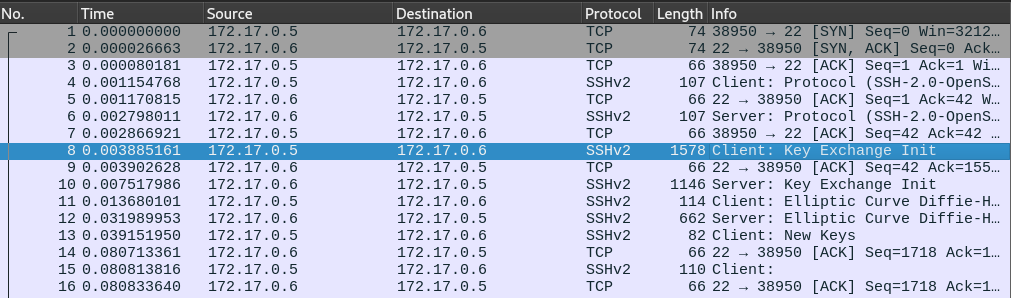 No. Time Source Destination Protocol Length Info
1 0.000000000 172.17.0.5 172.17.0.6 TCP 74 38950 → 22 [SYN] Seq=0 Win=3212…
2 0.000026663 172.17.0.6 172.17.0.5 TCP 74 22 → 38950 [SYN, ACK] Seq=0 Ack…
3 0.000080181 172.17.0.5 172.17.0.6 TCP 66 38950 → 22 [ACK] Seq=1 Ack=1 Wi…
4 0.001154768 172.17.0.5 172.17.0.6 SSHv2 107 Client: Protocol (SSH-2.0-OpenS…
5 0.001170815 172.17.0.6 172.17.0.5 TCP 66 22 → 38950 [ACK] Seq=1 Ack=42 W…
6 0.002798011 172.17.0.6 172.17.0.5 SSHv2 107 Server: Protocol (SSH-2.0-OpenS…
7 0.002866921 172.17.0.5 172.17.0.6 TCP 66 38950 → 22 [ACK] Seq=42 Ack=42 …
8 0.003885161 172.17.0.5 172.17.0.6 SSHv2 1578 Client: Key Exchange Init
9 0.003902628 172.17.0.6 172.17.0.5 TCP 66 22 → 38950 [ACK] Seq=42 Ack=155…
10 0.007517986 172.17.0.6 172.17.0.5 SSHv2 1146 Server: Key Exchange Init
11 0.013680101 172.17.0.5 172.17.0.6 SSHv2 114 Client: Elliptic Curve Diffie-H…
12 0.031989953 172.17.0.6 172.17.0.5 SSHv2 662 Server: Elliptic Curve Diffie-H…
13 0.039151950 172.17.0.5 172.17.0.6 SSHv2 82 Client: New Keys
14 0.080713361 172.17.0.6 172.17.0.5 TCP 66 22 → 38950 [ACK] Seq=1718 Ack=1…
15 0.080813816 172.17.0.5 172.17.0.6 SSHv2 110 Client:
16 0.080833640 172.17.0.6 172.17.0.5 TCP 66 22 → 38950 [ACK] Seq=1718 Ack=1…